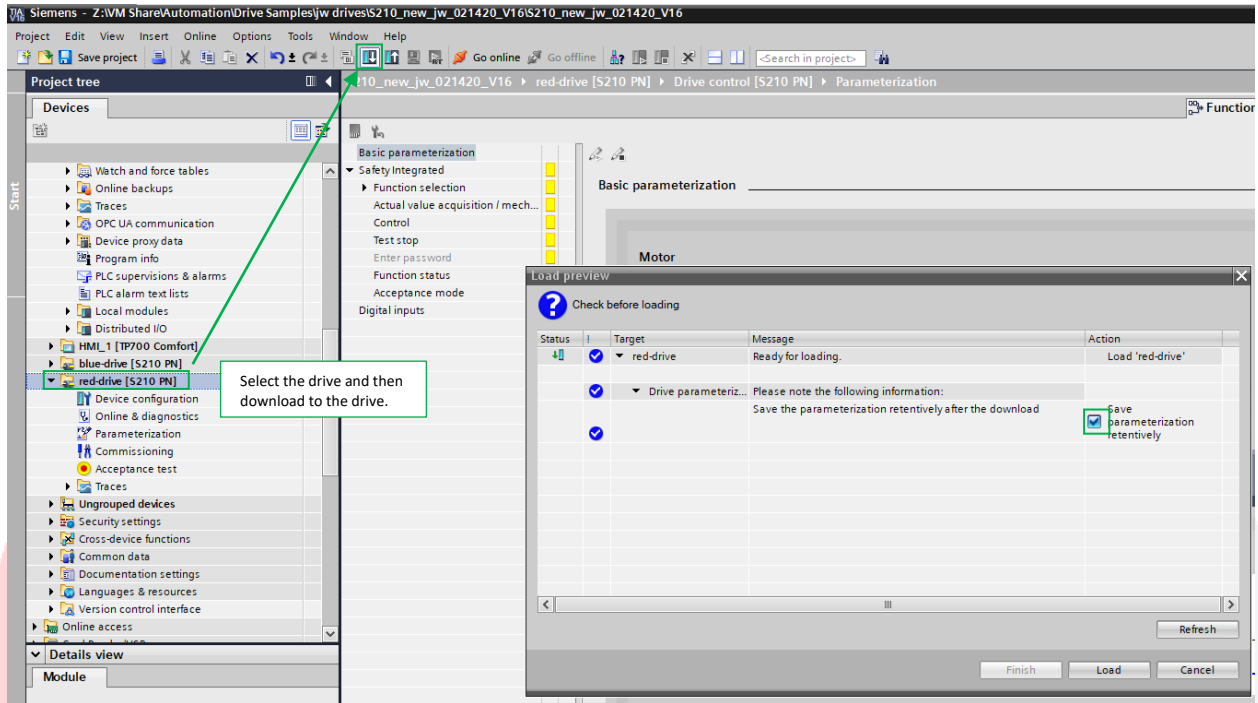 Siemens - Z:\VM Share\Automation\Drive Samples\jw drives\S210_new_jw_021420_V16\S210_new_jw_021420_V16
Project Edit View Insert Online Options Tools Window Help
Save project Go online Go offline <Search in project>
Project tree
S210_new_jw_021420_V16 ▸ red-drive [S210 PN] ▸ Drive control [S210 PN] ▸ Parameterization
Devices
Function
Start
Watch and force tables
Online backups
Traces
OPC UA communication
Device proxy data
Program info
PLC supervisions & alarms
PLC alarm text lists
Local modules
Distributed I/O
HMI_1 [TP700 Comfort]
blue-drive [S210 PN]
red-drive [S210 PN]
Device configuration
Online & diagnostics
Parameterization
Commissioning
Acceptance test
Traces
Ungrouped devices
Security settings
Cross-device functions
Common data
Documentation settings
Languages & resources
Version control interface
Online access
Details view
Module
Select the drive and then
download to the drive.
Basic parameterization
Safety Integrated
Function selection
Actual value acquisition / mech...
Control
Test stop
Enter password
Function status
Acceptance mode
Digital inputs
Basic parameterization
Motor
Load preview
Check before loading
Status ! Target Message Action
red-drive Ready for loading. Load 'red-drive'
Drive parameteriz... Please note the following information:
Save the parameterization retentively after the download Save
parameterization
retentively
Refresh
Finish Load Cancel